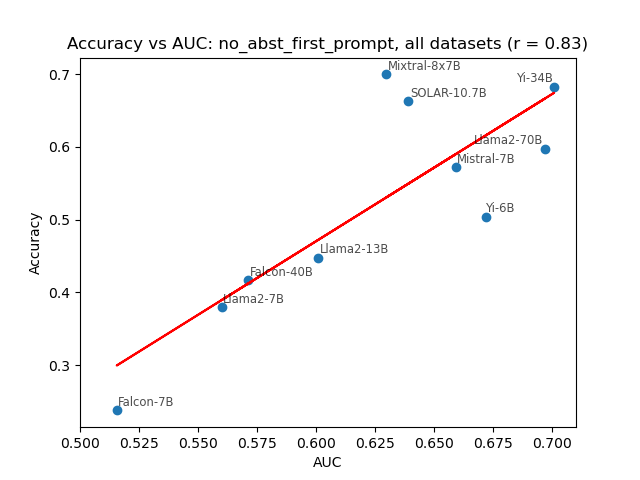 Accuracy vs AUC: no_abst_first_prompt, all datasets (r = 0.83)
0.7
Mixtral-8x7B
Yi-34B
SOLAR-10.7B
0.6
Llama2-70B
Mistral-7B
Yi-6B
0.5
Accuracy
Llama2-13B
Falcon-40B
0.4
Llama2-7B
0.3
Falcon-7B
0.500 0.525 0.550 0.575 0.600 0.625 0.650 0.675 0.700
AUC